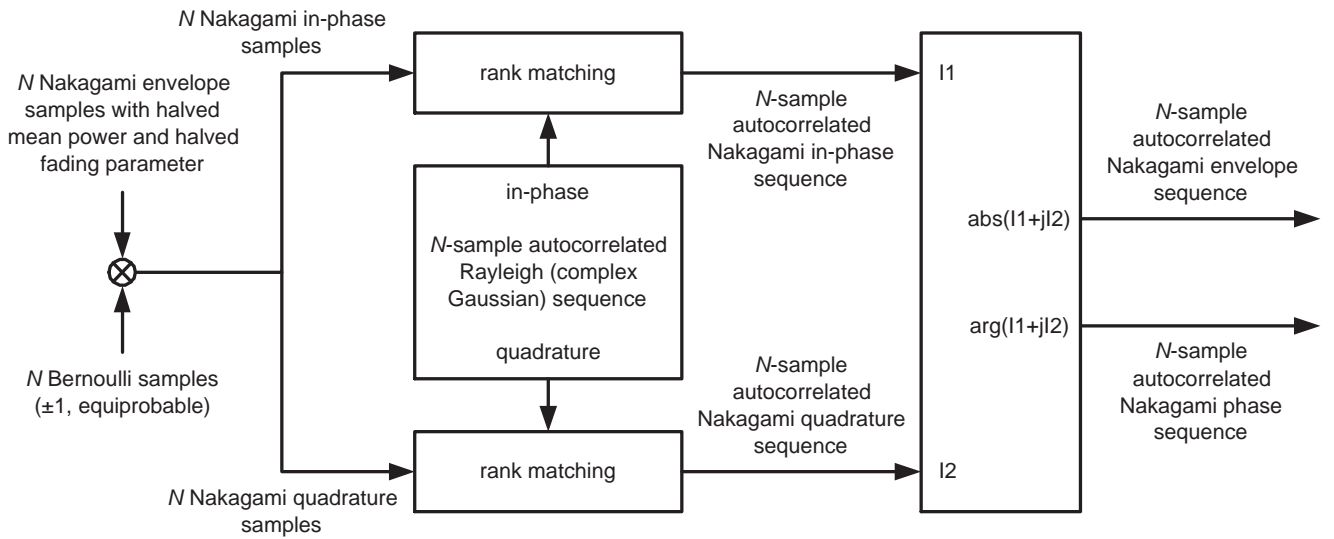 N Nakagami in-phase
samples
N Nakagami envelope
samples with halved
mean power and halved
fading parameter
N Bernoulli samples
(±1, equiprobable)
N Nakagami quadrature
samples
rank matching
in-phase
N-sample autocorrelated
Rayleigh (complex
Gaussian) sequence
quadrature
rank matching
N-sample
autocorrelated
Nakagami in-phase
sequence
N-sample
autocorrelated
Nakagami quadrature
sequence
I1
abs(I1+jI2)
arg(I1+jI2)
I2
N-sample
autocorrelated
Nakagami envelope
sequence
N-sample
autocorrelated
Nakagami phase
sequence